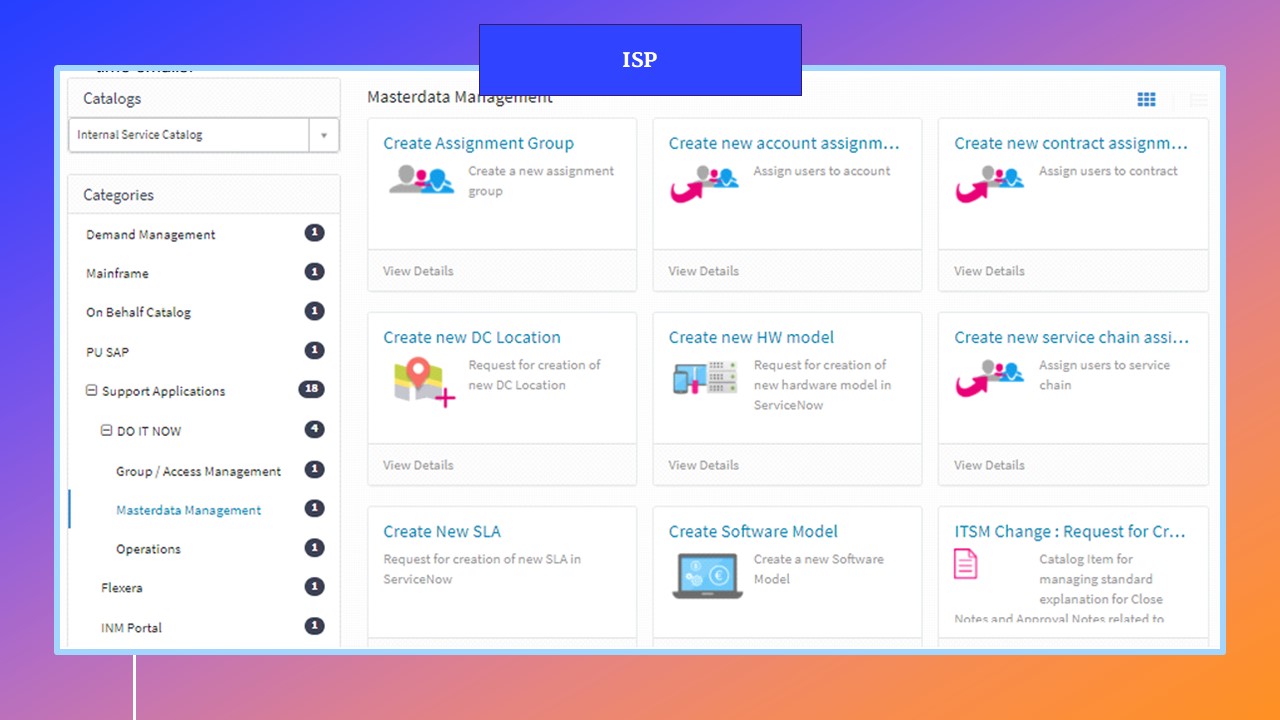 ISP
Catalogs
Internal Service Catalog
Categories
Demand Management 1
Mainframe 1
On Behalf Catalog 1
PU SAP 1
Support Applications 18
DO IT NOW 4
Group / Access Management 1
Masterdata Management 1
Operations 1
Flexera 1
INM Portal 1
Masterdata Management
Create Assignment Group
Create a new assignment
group
View Details
Create new account assignm...
Assign users to account
View Details
Create new contract assignm...
Assign users to contract
View Details
Create new DC Location
Request for creation of
new DC Location
View Details
Create new HW model
Request for creation of
new hardware model in
ServiceNow
View Details
Create new service chain assi...
Assign users to service
chain
View Details
Create New SLA
Request for creation of new SLA in
ServiceNow
Create Software Model
Create a new Software
Model
ITSM Change : Request for Cr...
Catalog Item for
managing standard
explanation for Close
Notes and Approval Notes related to